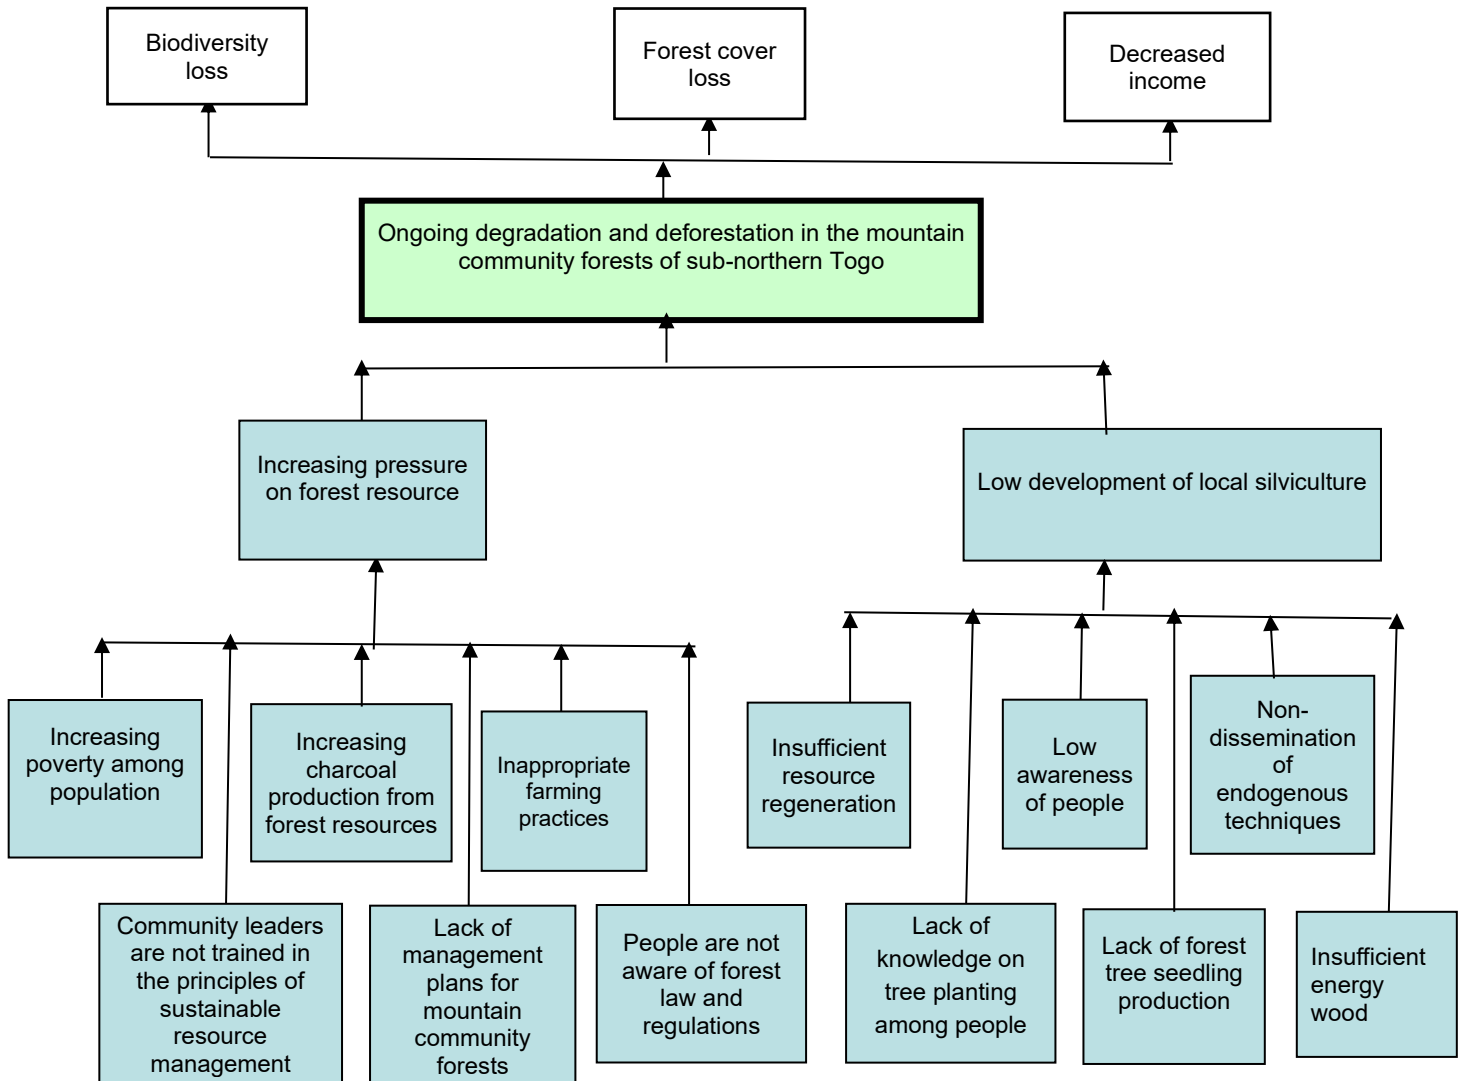 Biodiversity
loss
Forest cover
loss
Decreased
income
Ongoing degradation and deforestation in the mountain
community forests of sub-northern Togo
Increasing pressure
on forest resource
Low development of local silviculture
Increasing
poverty among
population
Increasing
charcoal
production from
forest resources
Inappropriate
farming
practices
Insufficient
resource
regeneration
Low
awareness
of people
Non-
dissemination
of
endogenous
techniques
Community leaders
are not trained in
the principles of
sustainable
resource
management
Lack of
management
plans for
mountain
community
forests
People are not
aware of forest
law and
regulations
Lack of
knowledge on
tree planting
among people
Lack of forest
tree seedling
production
Insufficient
energy
wood